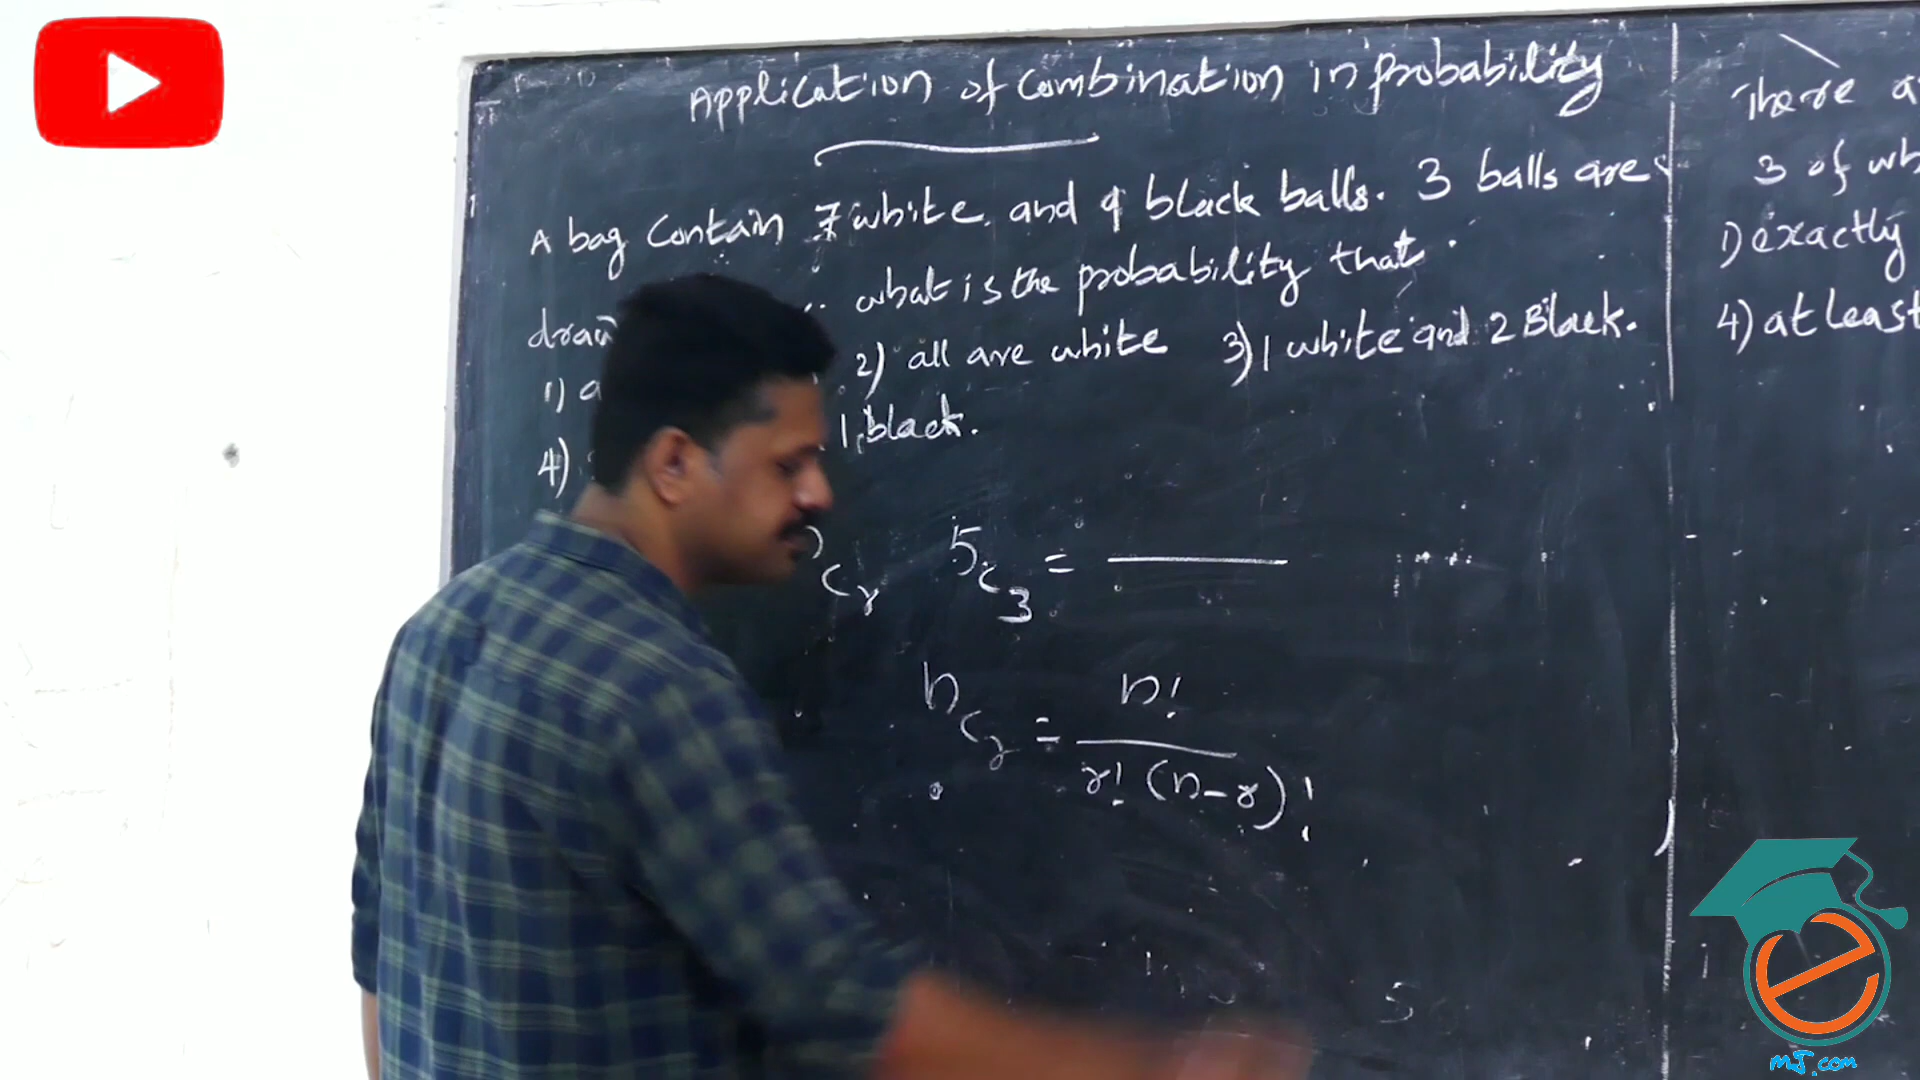 Application of Combination in probability
A bag Contain 7 white and 9 black balls. 3 balls are
what is the probability that
1) 2) all are white 3) 1 white and 2 Black.
4) 1 black.
Cr 5C3 =
nCr = n! / r! (n-r)!
There
3 of
1) exactly
4) at least
mJ.com